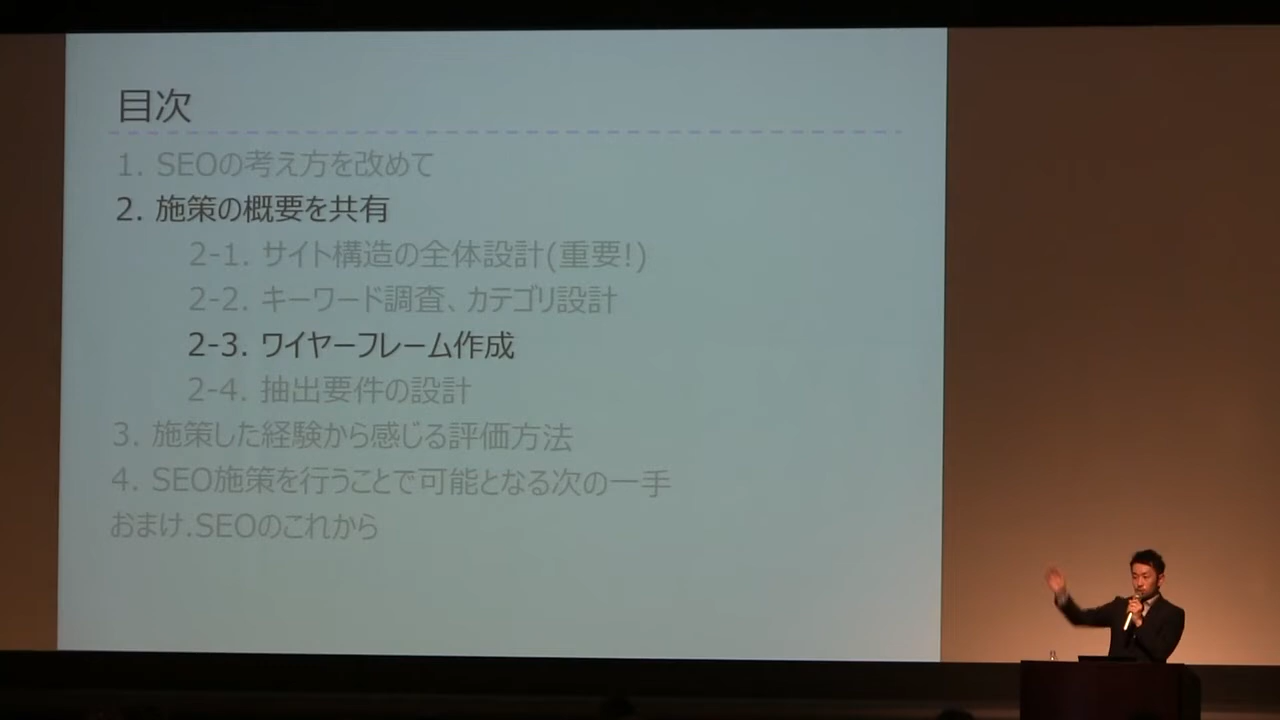 目次
1. SEOの考え方を改めて
2. 施策の概要を共有
2-1. サイト構造の全体設計(重要!)
2-2. キーワード調査、カテゴリ設計
2-3. ワイヤーフレーム作成
2-4. 抽出要件の設計
3. 施策した経験から感じる評価方法
4. SEO施策を行うことで可能となる次の一手
おまけ.SEOのこれから